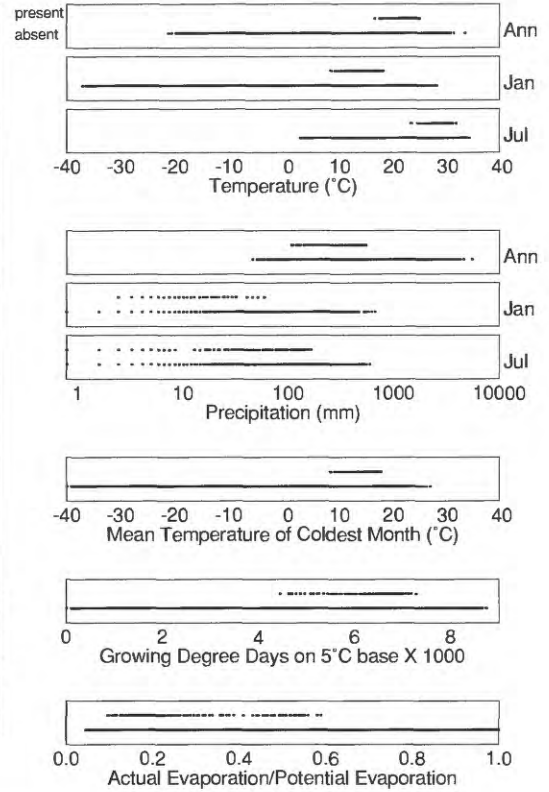 present
absent
Ann
Jan
Jul
-40 -30 -20 -10 0 10 20 30 40
Temperature (˚C)
Ann
Jan
Jul
1 10 100 1000 10000
Precipitation (mm)
-40 -30 -20 -10 0 10 20 30 40
Mean Temperature of Coldest Month (˚C)
0 2 4 6 8
Growing Degree Days on 5˚C base X 1000
0.0 0.2 0.4 0.6 0.8 1.0
Actual Evaporation/Potential Evaporation